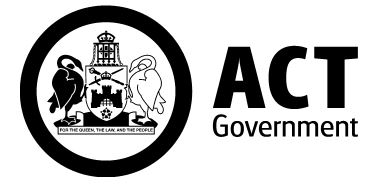 ACT
Government
FOR THE QUEEN, THE LAW, AND THE PEOPLE